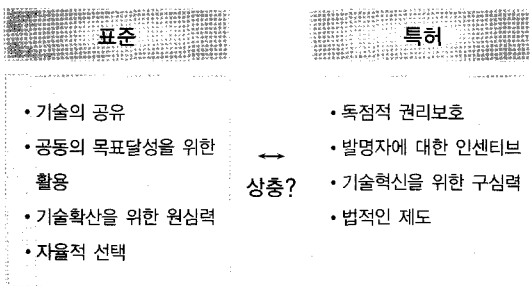 표준
• 기술의 공유
• 공동의 목표달성을 위한
활용
• 기술확산을 위한 원심력
• 자율적 선택
↔
상충?
특허
• 독점적 권리보호
• 발명자에 대한 인센티브
• 기술혁신을 위한 구심력
• 법적인 제도